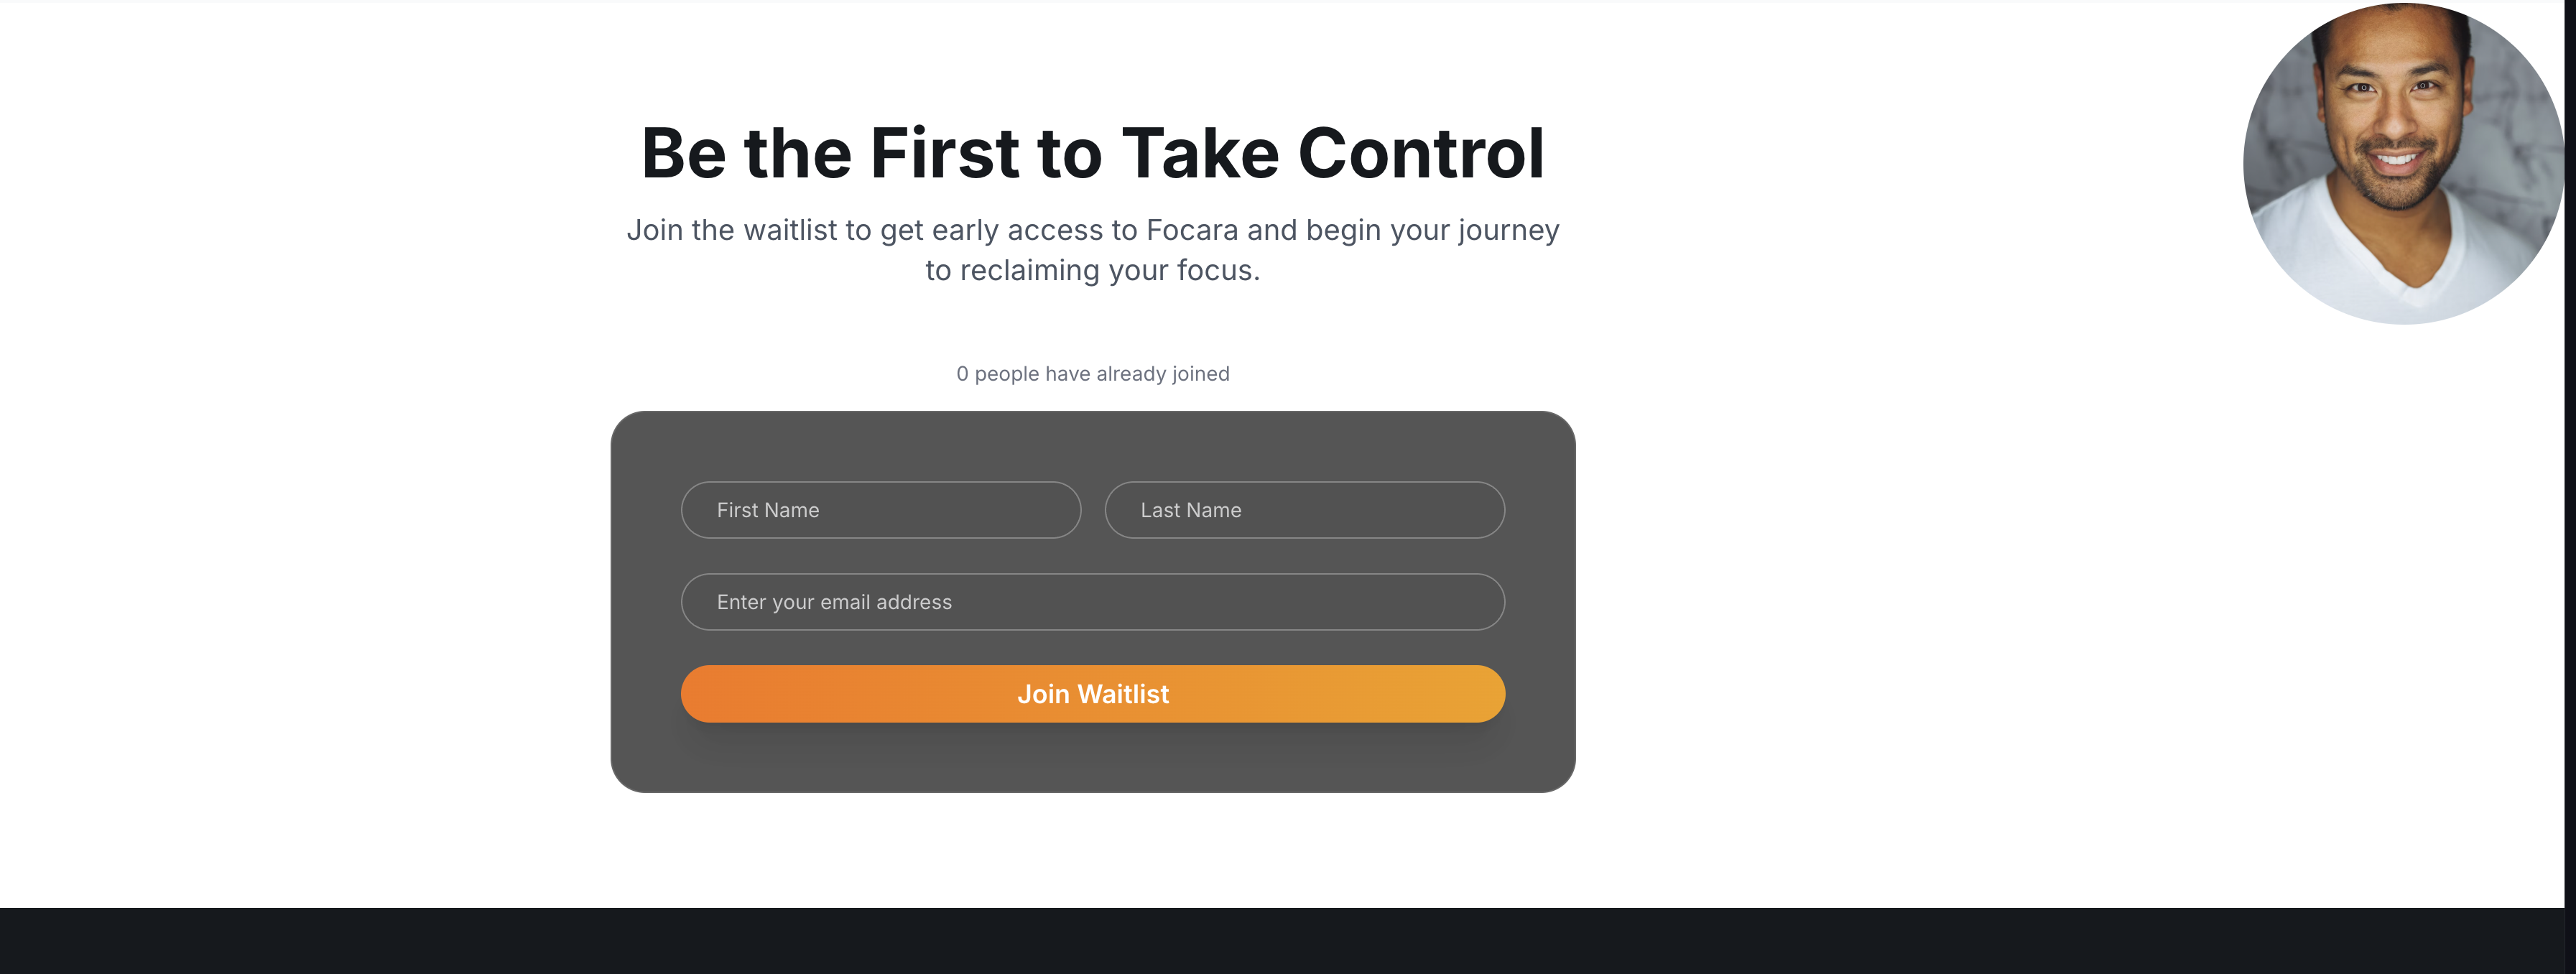 Be the First to Take Control
Join the waitlist to get early access to Focara and begin your journey
to reclaiming your focus.
0 people have already joined
First Name
Last Name
Enter your email address
Join Waitlist